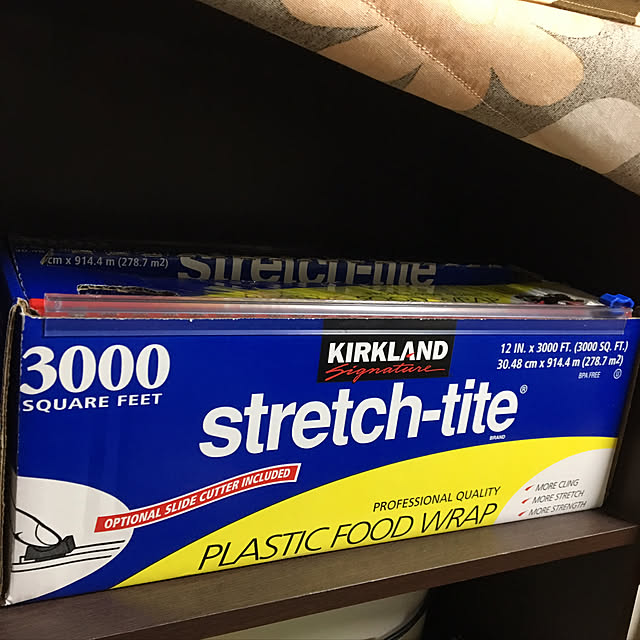 cm x 914.4 m (278.7 m2)
stretch-tite
3000
SQUARE FEET
KIRKLAND
Signature
12 IN. x 3000 FT. (3000 SQ. FT.)
30.48 cm x 914.4 m (278.7 m2)
BPA FREE
stretch-tite®
BRAND
OPTIONAL SLIDE CUTTER INCLUDED
PROFESSIONAL QUALITY
PLASTIC FOOD WRAP
MORE CLING
MORE STRETCH
MORE STRENGTH